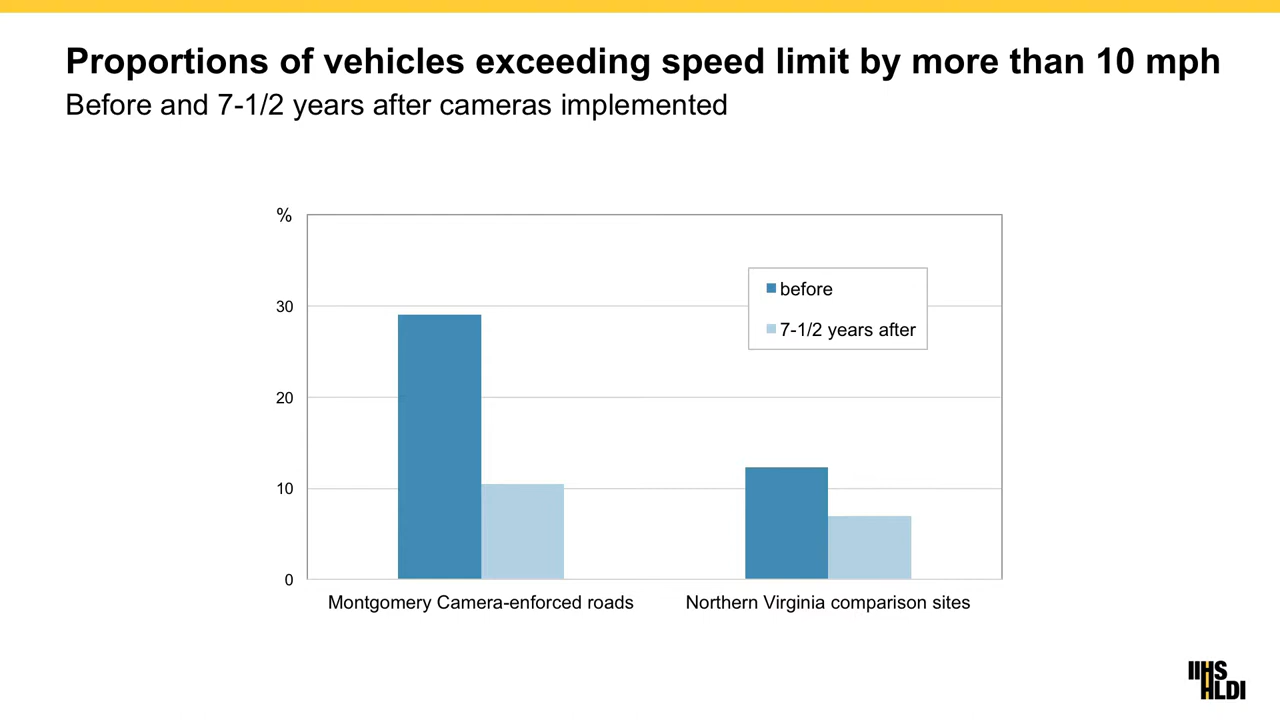 Proportions of vehicles exceeding speed limit by more than 10 mph
Before and 7-1/2 years after cameras implemented
%
before
30
7-1/2 years after
20
10
0
Montgomery Camera-enforced roads
Northern Virginia comparison sites
IIHS
HLDI